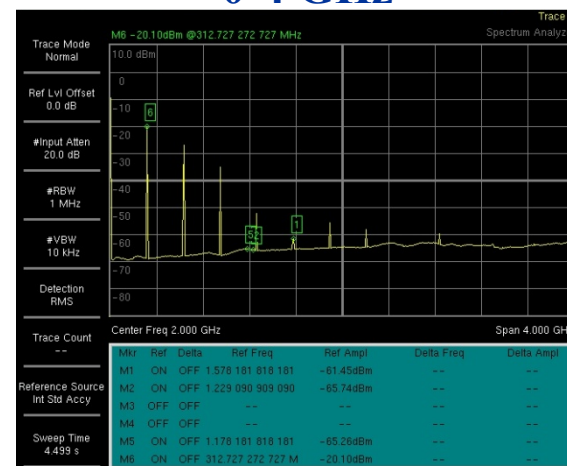 Trace
M6 -20.10dBm @312.727 272 727 MHz
Spectrum Analyz
Trace Mode
Normal
10.0 dBm
0
Ref Lvl Offset
0.0 dB
-10
6
#Input Atten
20.0 dB
-20
-30
#RBW
1 MHz
-40
-50
1
#VBW
10 kHz
-60
-70
Detection
RMS
-80
Trace Count
--
Center Freq 2.000 GHz
Span 4.000 GH
Mkr Ref Delta Ref Freq Ref Ampl Delta Freq Delta Ampl
M1 ON OFF 1.578 181 818 181 -61.45dBm -- --
Reference Source
Int Std Accy
M2 ON OFF 1.229 090 909 090 -65.74dBm -- --
M3 OFF OFF -- -- -- --
M4 OFF OFF -- -- -- --
Sweep Time
4.499 s
M5 ON OFF 1.178 181 818 181 -65.26dBm -- --
M6 ON OFF 312.727 272 727 M -20.10dBm -- --